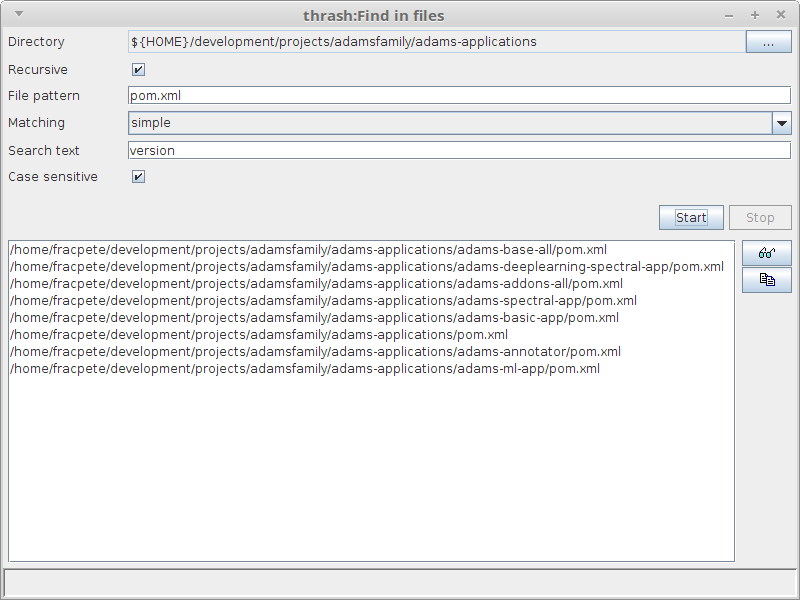 thrash:Find in files
Directory ${HOME}/development/projects/adamsfamily/adams-applications ...
Recursive
File pattern pom.xml
Matching simple
Search text version
Case sensitive
Start Stop
/home/fracpete/development/projects/adamsfamily/adams-applications/adams-base-all/pom.xml
/home/fracpete/development/projects/adamsfamily/adams-applications/adams-deeplearning-spectral-app/pom.xml
/home/fracpete/development/projects/adamsfamily/adams-applications/adams-addons-all/pom.xml
/home/fracpete/development/projects/adamsfamily/adams-applications/adams-spectral-app/pom.xml
/home/fracpete/development/projects/adamsfamily/adams-applications/adams-basic-app/pom.xml
/home/fracpete/development/projects/adamsfamily/adams-applications/pom.xml
/home/fracpete/development/projects/adamsfamily/adams-applications/adams-annotator/pom.xml
/home/fracpete/development/projects/adamsfamily/adams-applications/adams-ml-app/pom.xml